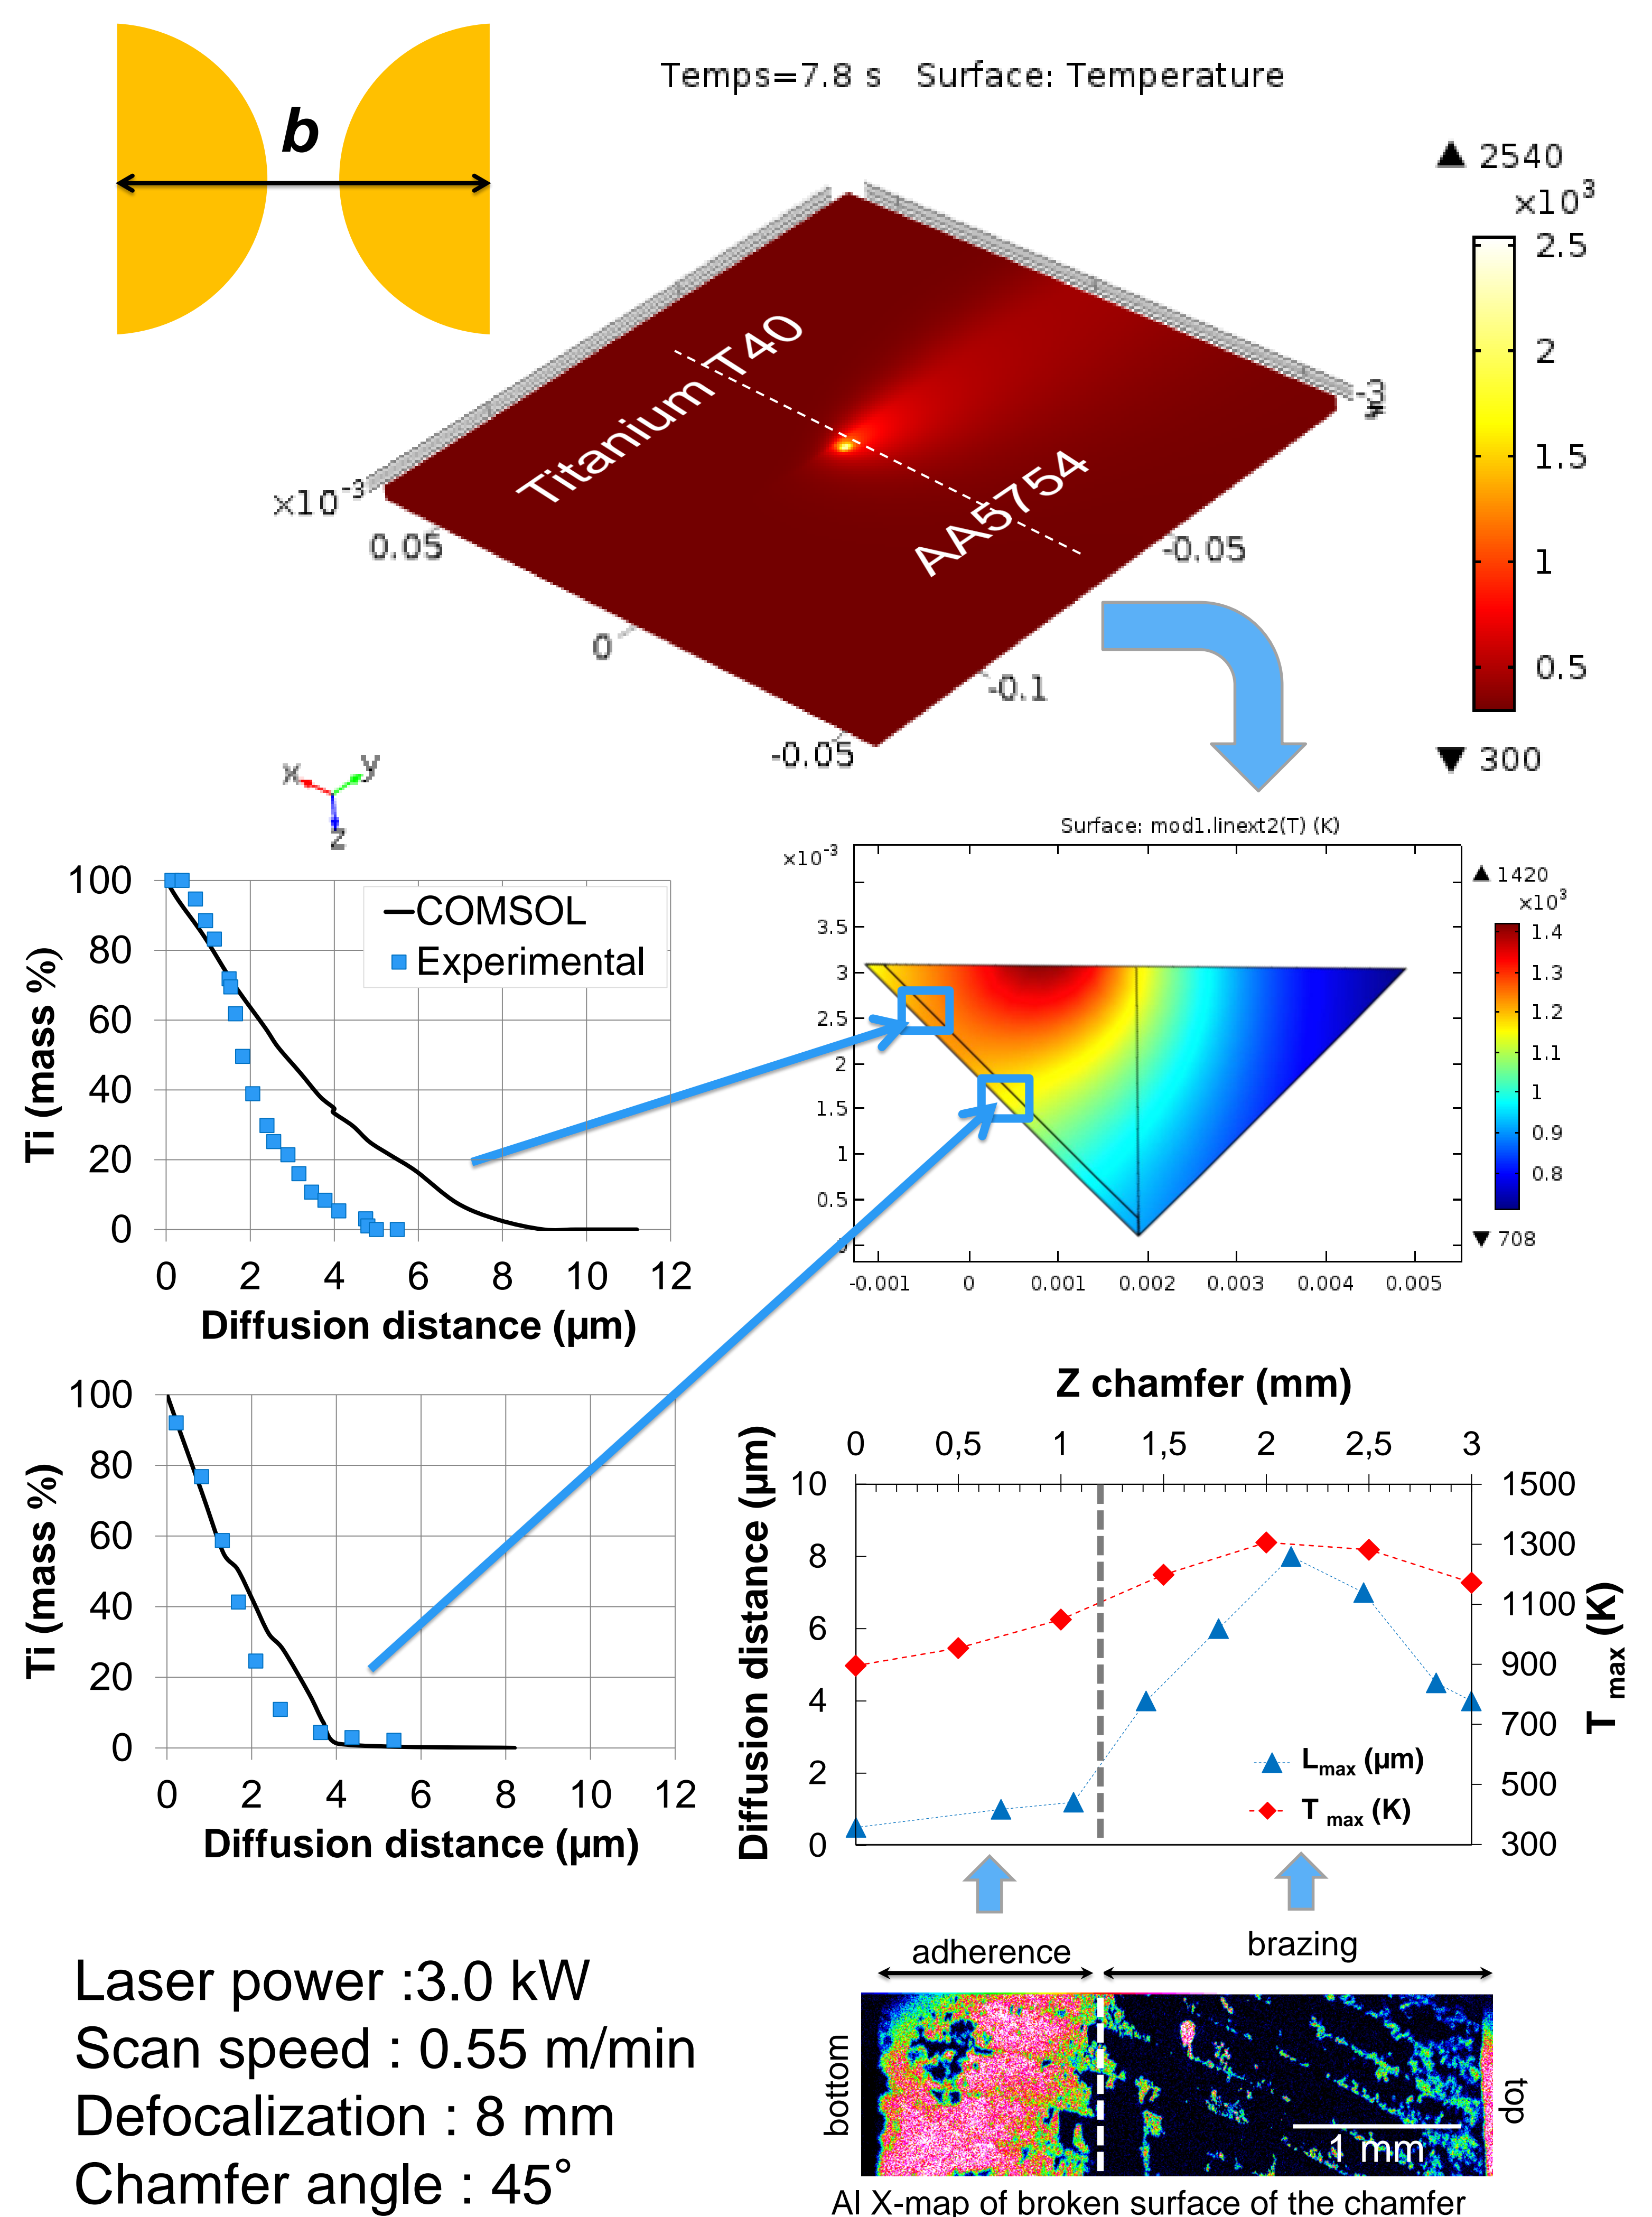 b
Temps=7.8 s   Surface: Temperature
▲ 2540
×10³
2.5
2
1.5
1
0.5
▼ 300
Titanium T40
AA5754
×10⁻³
0.05
0
-0.05
-0.1
-0.05
-3
x
y
z
Surface: mod1.linext2(T) (K)
×10⁻³
3.5
3
2.5
2
1.5
1
0.5
-0.001 0 0.001 0.002 0.003 0.004 0.005
▲ 1420
×10³
1.4
1.3
1.2
1.1
1
0.9
0.8
▼ 708
Ti (mass %)
100
80
60
40
20
0
0 2 4 6 8 10 12
Diffusion distance (µm)
COMSOL
Experimental
Ti (mass %)
100
80
60
40
20
0
0 2 4 6 8 10 12
Diffusion distance (µm)
Z chamfer (mm)
0 0,5 1 1,5 2 2,5 3
Diffusion distance (µm)
10
8
6
4
2
0
1500
1300
1100
900
700
500
300
T max (K)
Lmax (µm)
T max (K)
adherence
brazing
bottom
top
1 mm
Al X-map of broken surface of the chamfer
Laser power :3.0 kW
Scan speed : 0.55 m/min
Defocalization : 8 mm
Chamfer angle : 45°